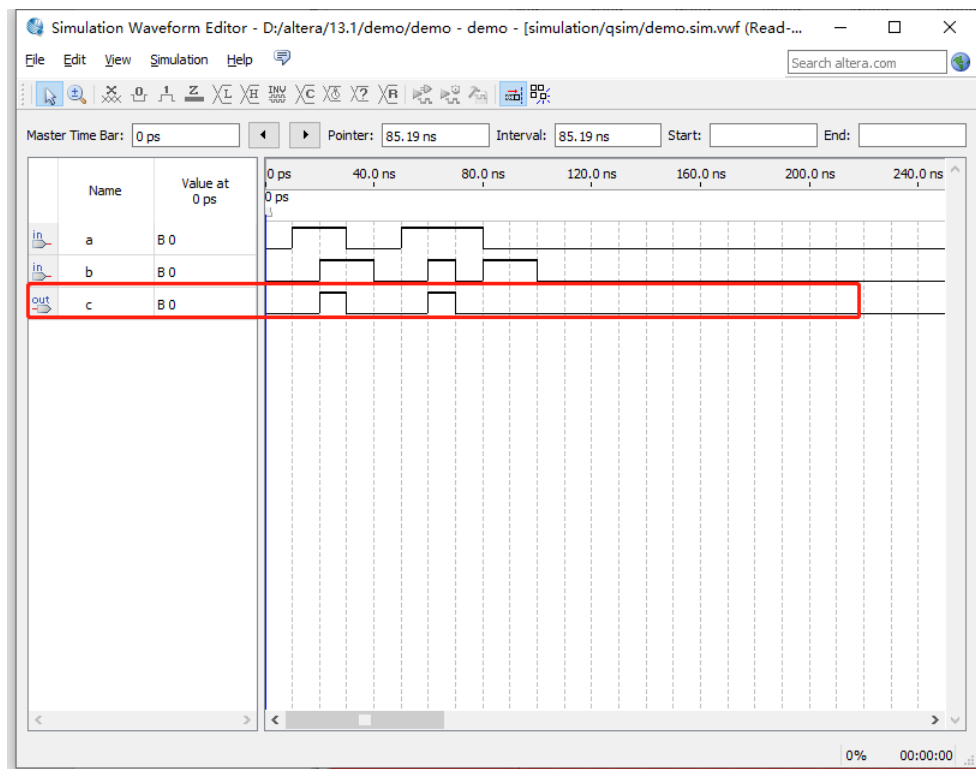 Simulation Waveform Editor - D:/altera/13.1/demo/demo - demo - [simulation/qsim/demo.sim.vwf (Read-...
File Edit View Simulation Help
Search altera.com
Master Time Bar: 0 ps Pointer: 85.19 ns Interval: 85.19 ns Start: End:
Name Value at 0 ps
0 ps 40.0 ns 80.0 ns 120.0 ns 160.0 ns 200.0 ns 240.0 ns
0 ps
in a B 0
in b B 0
out c B 0
0% 00:00:00